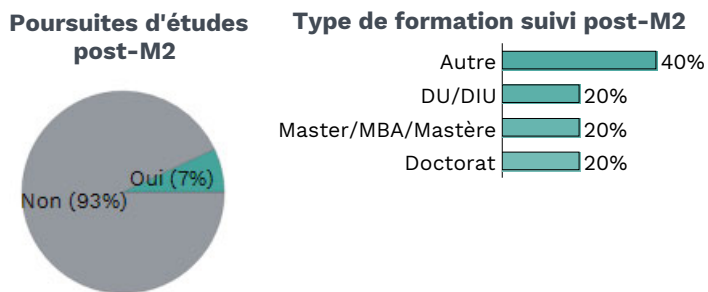 Poursuites d'études
post-M2
Oui (7%)
Non (93%)
Type de formation suivi post-M2
Autre 40%
DU/DIU 20%
Master/MBA/Mastère 20%
Doctorat 20%